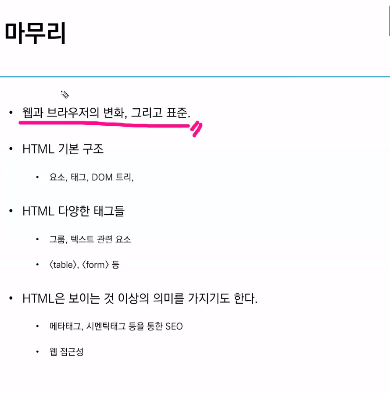 마무리
• 웹과 브라우저의 변화, 그리고 표준.
• HTML 기본 구조
• 요소, 태그, DOM 트리,
• HTML 다양한 태그들
• 그룹, 텍스트 관련 요소
• <table>, <form> 등
• HTML은 보이는 것 이상의 의미를 가지기도 한다.
• 메타태그, 시멘틱태그 등을 통한 SEO
• 웹 접근성